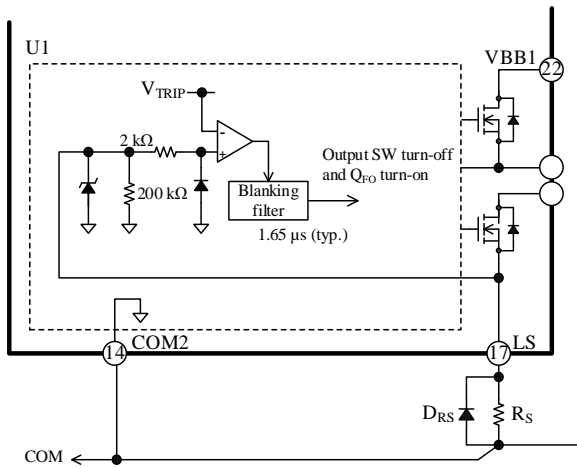 U1
VBB1
22
VTRIP
2 kΩ
-
+
200 kΩ
Output SW turn-off
and QFO turn-on
Blanking
filter
1.65 µs (typ.)
COM2
LS
14
17
DRS
RS
COM